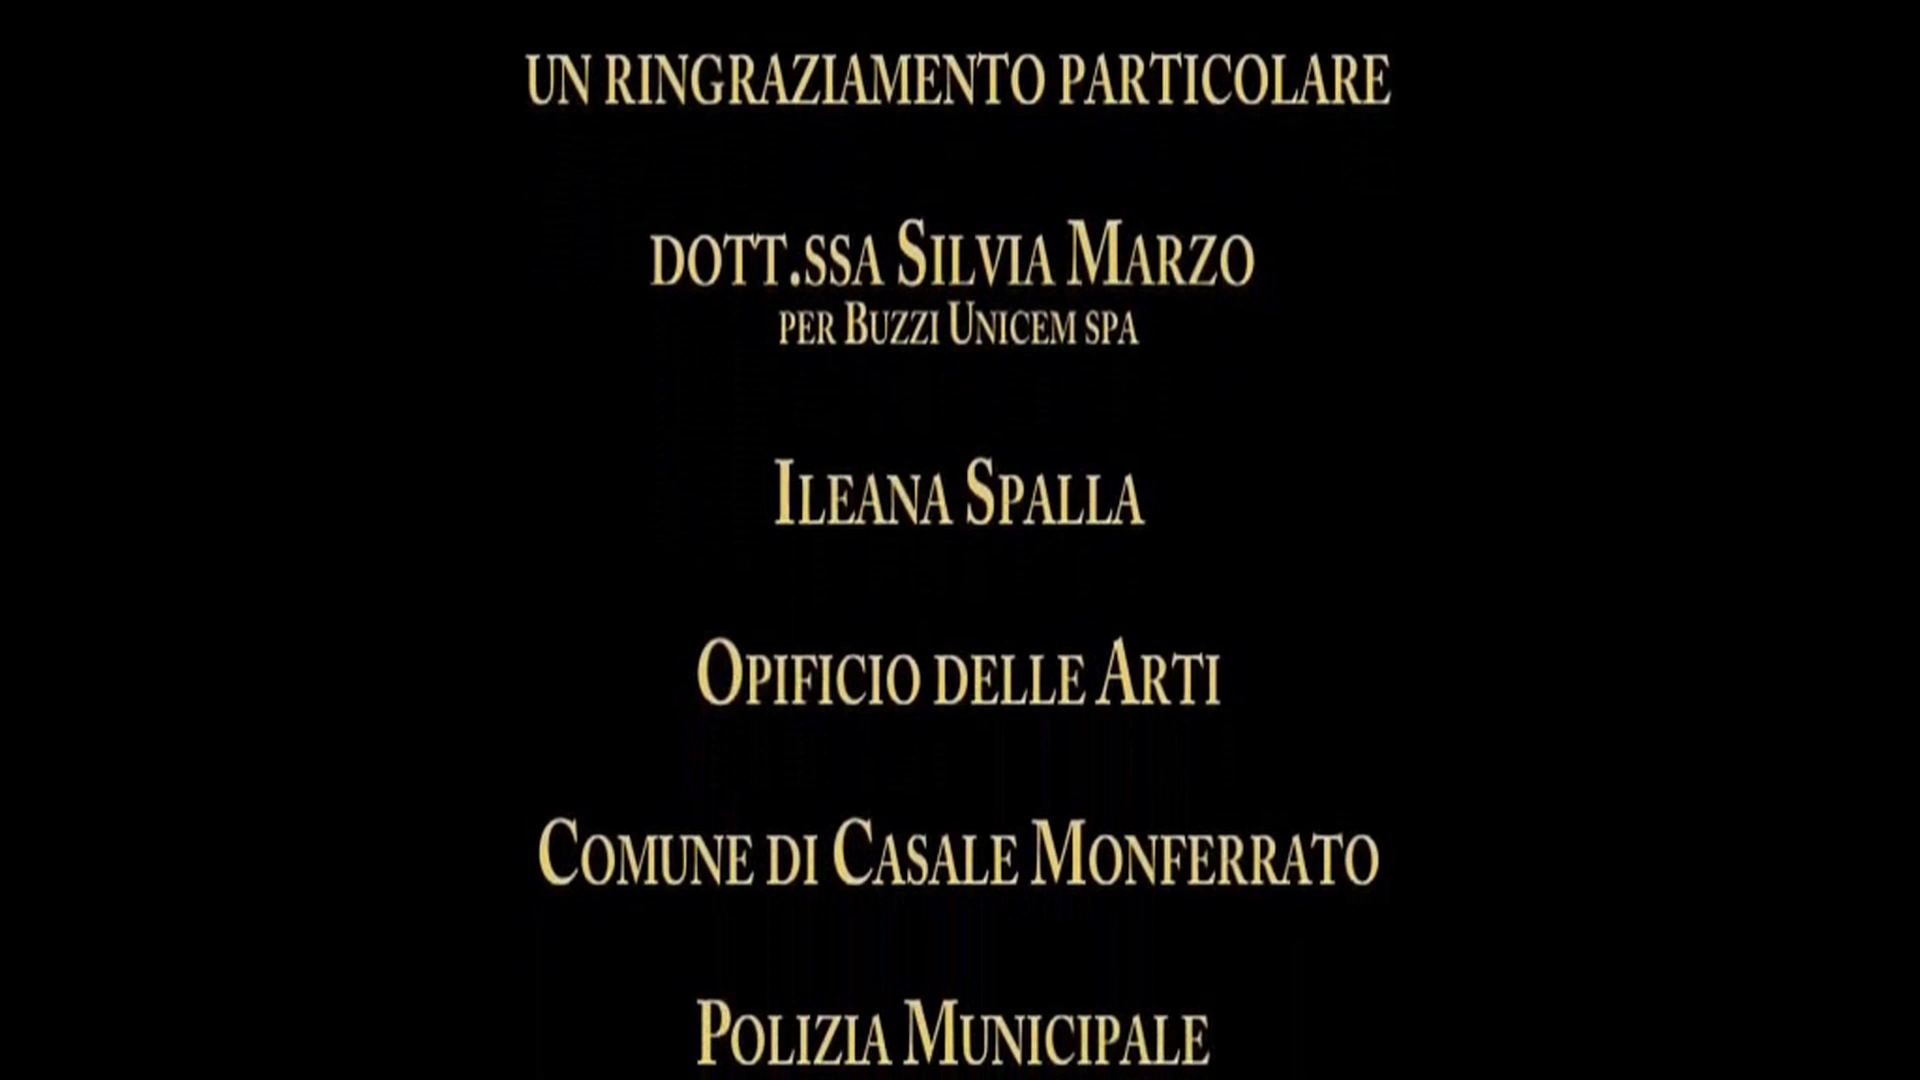 UN RINGRAZIAMENTO PARTICOLARE
DOTT.SSA SILVIA MARZO
PER BUZZI UNICEM SPA
ILEANA SPALLA
OPIFICIO DELLE ARTI
COMUNE DI CASALE MONFERRATO
POLIZIA MUNICIPALE